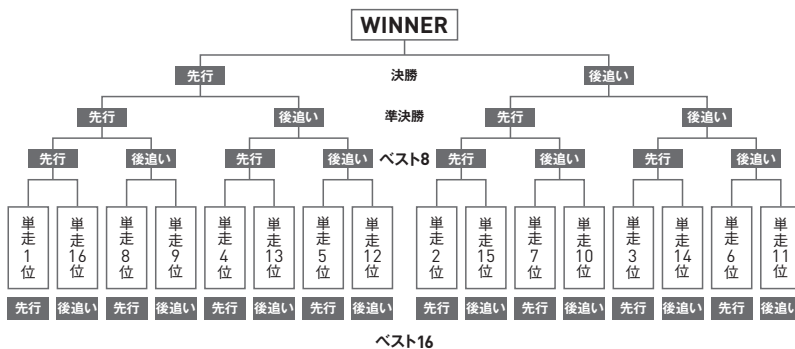 WINNER
先行 決勝 後追い
先行 後追い 準決勝 先行 後追い
先行 後追い 先行 後追い ベスト8 先行 後追い 先行 後追い
単走1位 単走16位 単走8位 単走9位 単走4位 単走13位 単走5位 単走12位 単走2位 単走15位 単走7位 単走10位 単走3位 単走14位 単走6位 単走11位
先行 後追い 先行 後追い 先行 後追い 先行 後追い 先行 後追い 先行 後追い 先行 後追い 先行 後追い
ベスト16